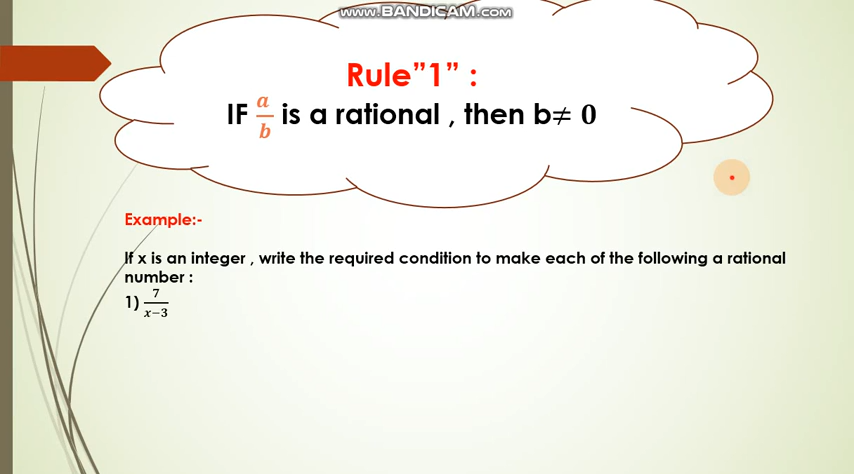 www.BANDICAM.com
Rule”1” :
IF a/b is a rational , then b≠ 0
Example:-
If x is an integer , write the required condition to make each of the following a rational
number :
1) 7/(x−3)